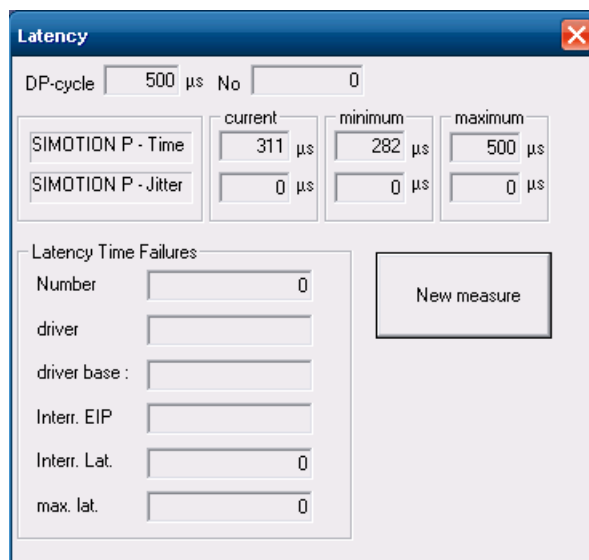 Latency
DP-cycle 500 µs No 0
current minimum maximum
SIMOTION P - Time 311 µs 282 µs 500 µs
SIMOTION P - Jitter 0 µs 0 µs 0 µs
Latency Time Failures
Number 0
New measure
driver
driver base :
Interr. EIP
Interr. Lat. 0
max. lat. 0